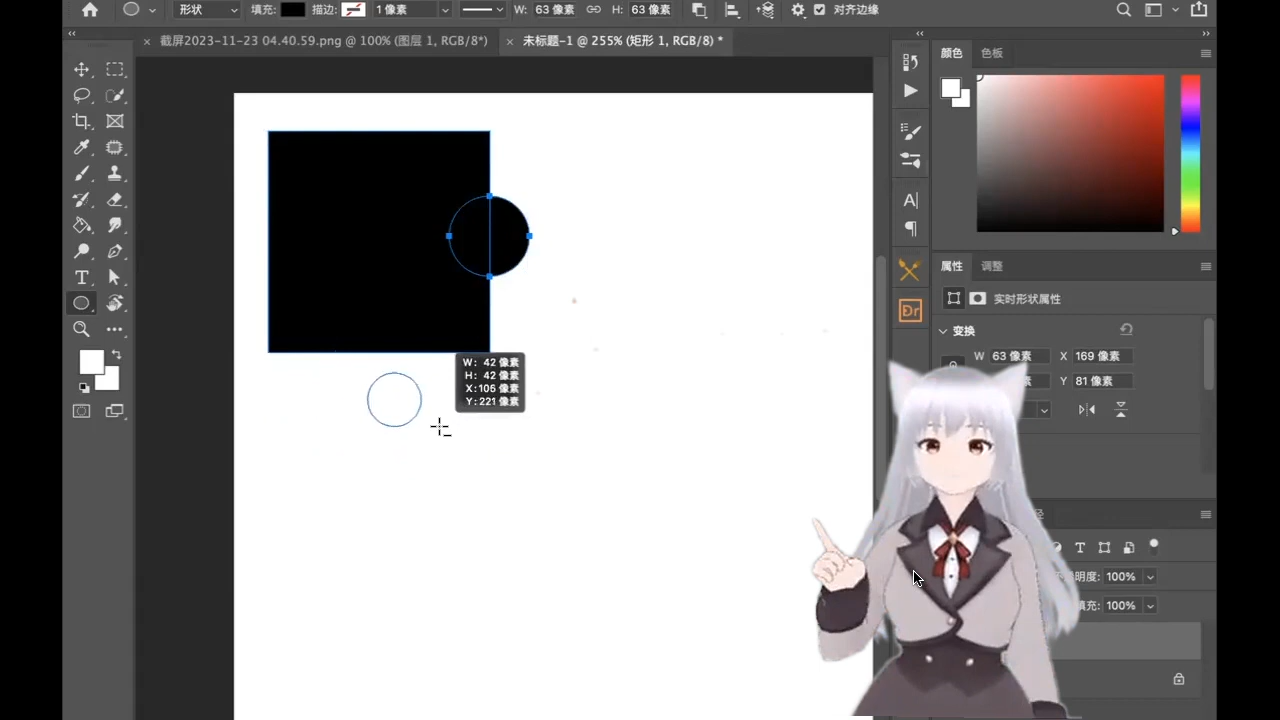 形状 填充: 描边: 1 像素 W: 63 像素 H: 63 像素 对齐边缘
截屏2023-11-23 04.40.59.png @ 100% (图层 1, RGB/8*) 未标题-1 @ 255% (矩形 1, RGB/8) *
颜色 色板
A|
Dr
T
属性 调整
实时形状属性
变换
W 63 像素 X 169 像素
像素 Y 81 像素
W: 42 像素
H: 42 像素
X:106 像素
Y:221 像素
径
T
明度: 100%
填充: 100%